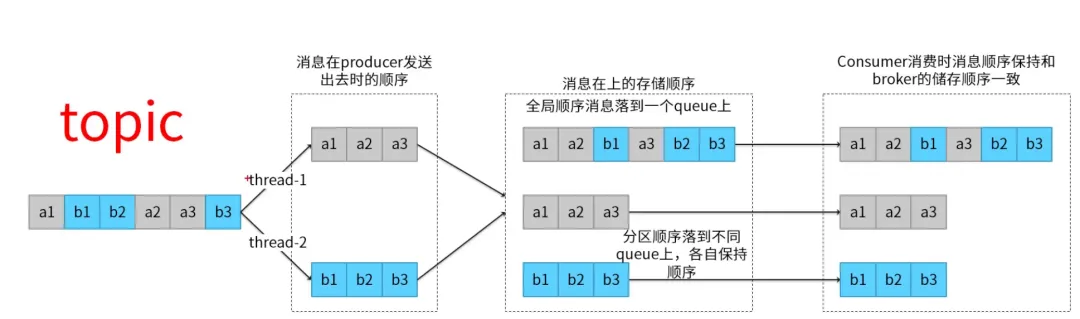 topic
a1 b1 b2 a2 a3 b3
thread-1
thread-2
消息在producer发送
出去时的顺序
a1 a2 a3
b1 b2 b3
消息在上的存储顺序
全局顺序消息落到一个queue上
a1 a2 b1 a3 b2 b3
a1 a2 a3
分区顺序落到不同
queue上，各自保持
顺序
b1 b2 b3
Consumer消费时消息顺序保持和
broker的储存顺序一致
a1 a2 b1 a3 b2 b3
a1 a2 a3
b1 b2 b3